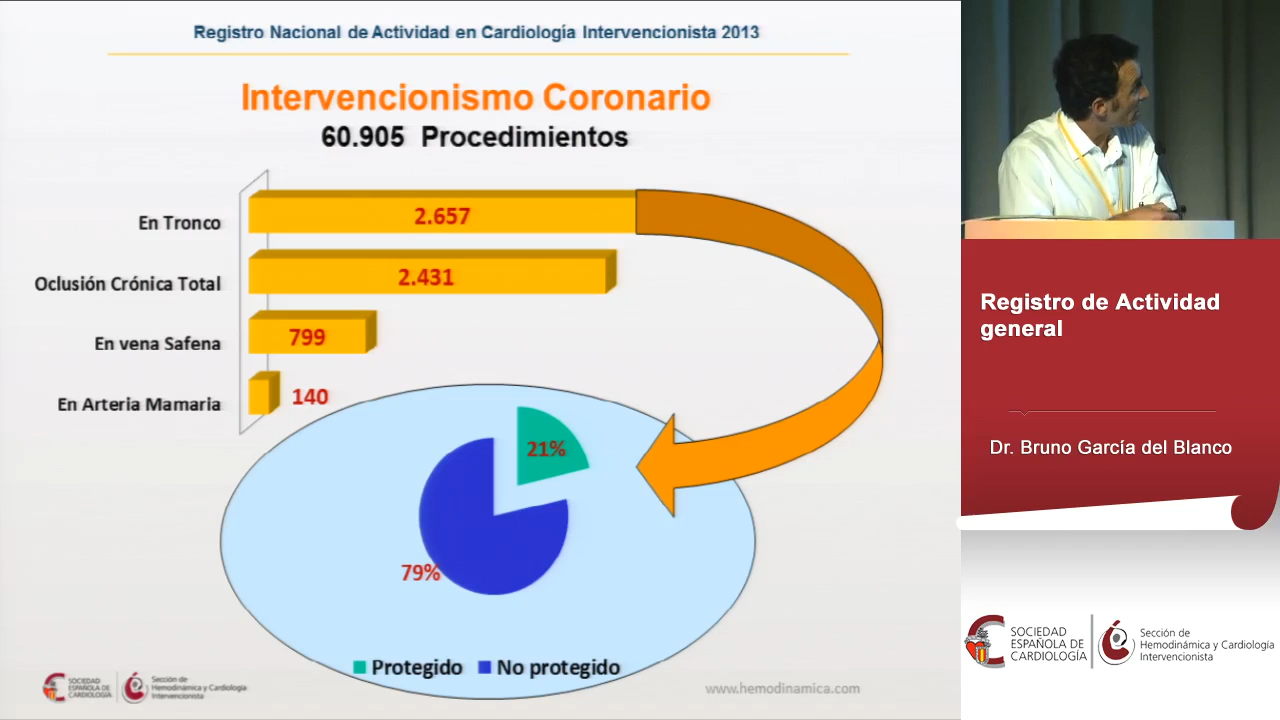 Registro Nacional de Actividad en Cardiología Intervencionista 2013
Intervencionismo Coronario
60.905 Procedimientos
En Tronco
2.657
Oclusión Crónica Total
2.431
En vena Safena
799
En Arteria Mamaria
140
21%
79%
Protegido
No protegido
SOCIEDAD
ESPAÑOLA DE
CARDIOLOGÍA
Sección de
Hemodinámica y Cardiología
Intervencionista
www.hemodinamica.com
Registro de Actividad
general
Dr. Bruno García del Blanco
SOCIEDAD
ESPAÑOLA DE
CARDIOLOGÍA
Sección de
Hemodinámica y Cardiología
Intervencionista